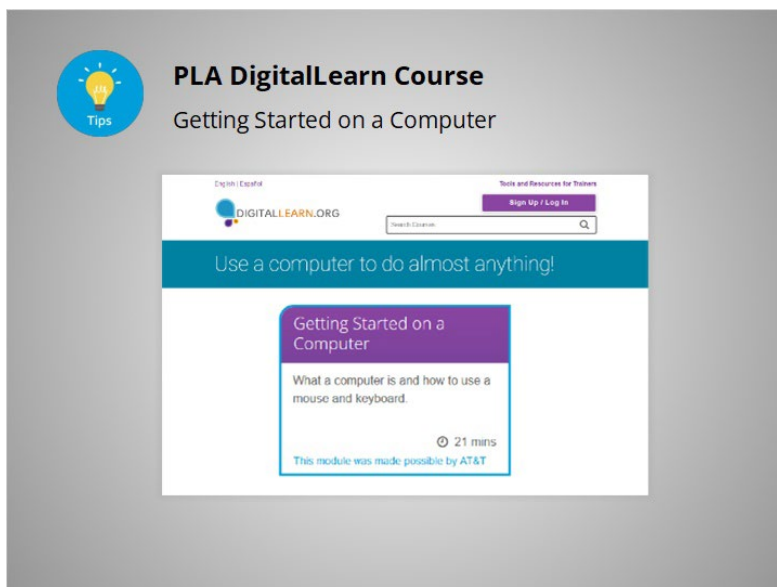 PLA DigitalLearn Course
Tips
Getting Started on a Computer
English | Español
Tools and Resources for Trainers
Sign Up / Log In
DIGITALLEARN.ORG
Search Courses
Use a computer to do almost anything!
Getting Started on a
Computer
What a computer is and how to use a
mouse and keyboard.
21 mins
This module was made possible by AT&T